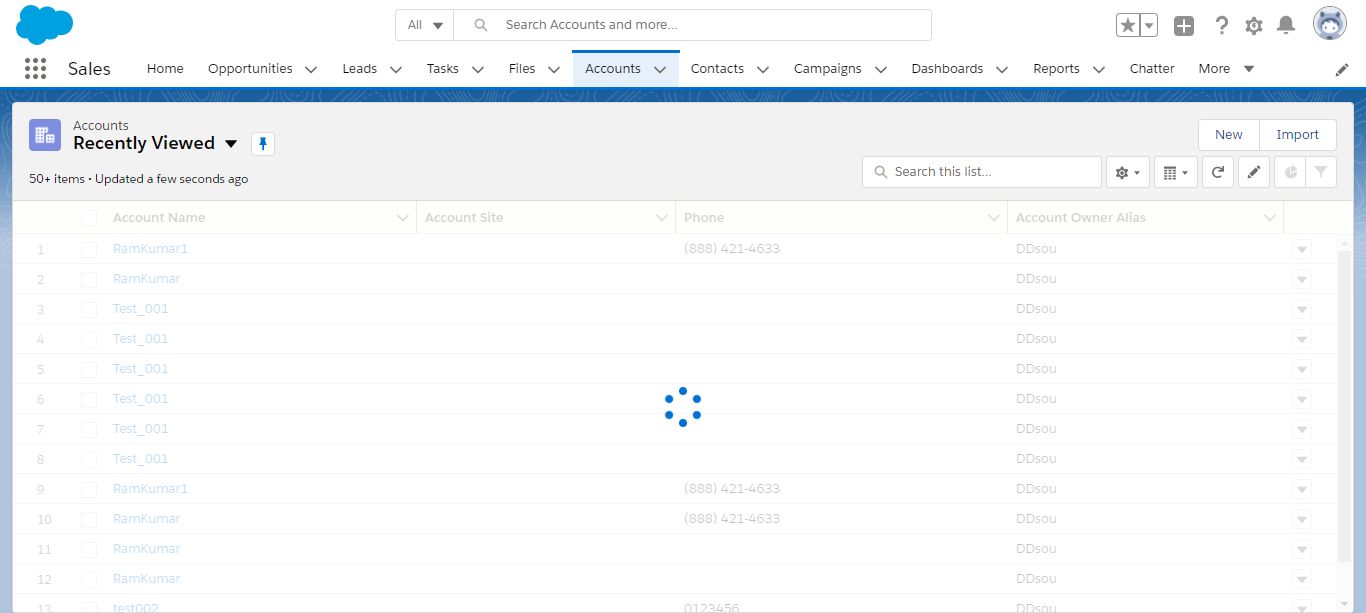 All Search Accounts and more...
Sales Home Opportunities Leads Tasks Files Accounts Contacts Campaigns Dashboards Reports Chatter More
Accounts
Recently Viewed
New Import
50+ items • Updated a few seconds ago
Search this list...
Account Name Account Site Phone Account Owner Alias
1 RamKumar1 (888) 421-4633 DDsou
2 RamKumar DDsou
3 Test_001 DDsou
4 Test_001 DDsou
5 Test_001 DDsou
6 Test_001 DDsou
7 Test_001 DDsou
8 Test_001 DDsou
9 RamKumar1 (888) 421-4633 DDsou
10 RamKumar (888) 421-4633 DDsou
11 RamKumar DDsou
12 RamKumar DDsou
13 test002 0123456 DDsou